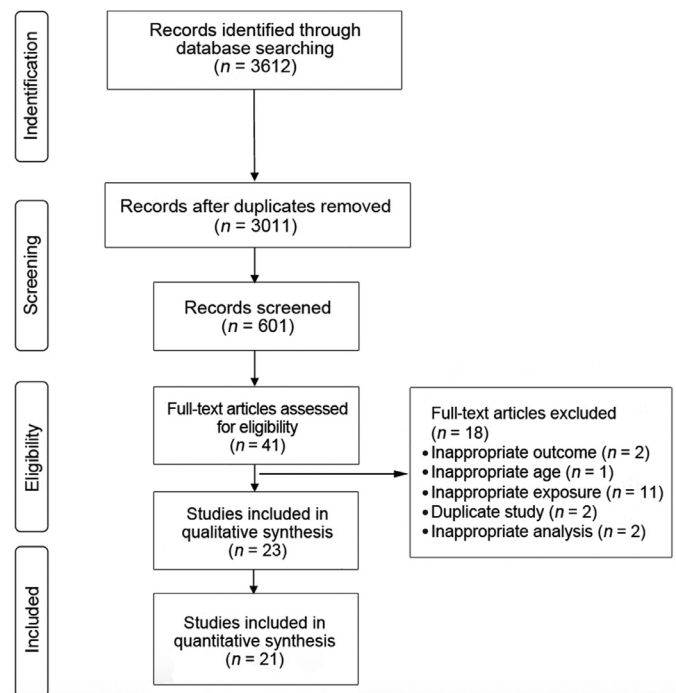 Indentification
Records identified through
database searching
(n = 3612)
Screening
Records after duplicates removed
(n = 3011)
Records screened
(n = 601)
Eligibility
Full-text articles assessed
for eligibility
(n = 41)
Full-text articles excluded
(n = 18)
•Inappropriate outcome (n = 2)
•Inappropriate age (n = 1)
•Inappropriate exposure (n = 11)
•Duplicate study (n = 2)
•Inappropriate analysis (n = 2)
Studies included in
qualitative synthesis
(n = 23)
Included
Studies included in
quantitative synthesis
(n = 21)